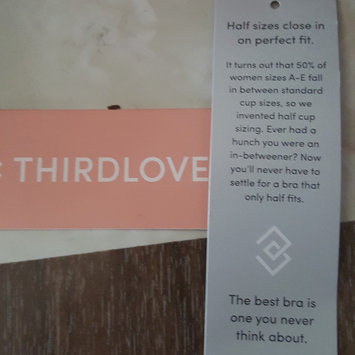 THIRDLOVE
Half sizes close in
on perfect fit.
It turns out that 50% of
women sizes A-E fall
in between standard
cup sizes, so we
invented half cup
sizing. Ever had a
hunch you were an
in-betweener? Now
you'll never have to
settle for a bra that
only half fits.
The best bra is
one you never
think about.